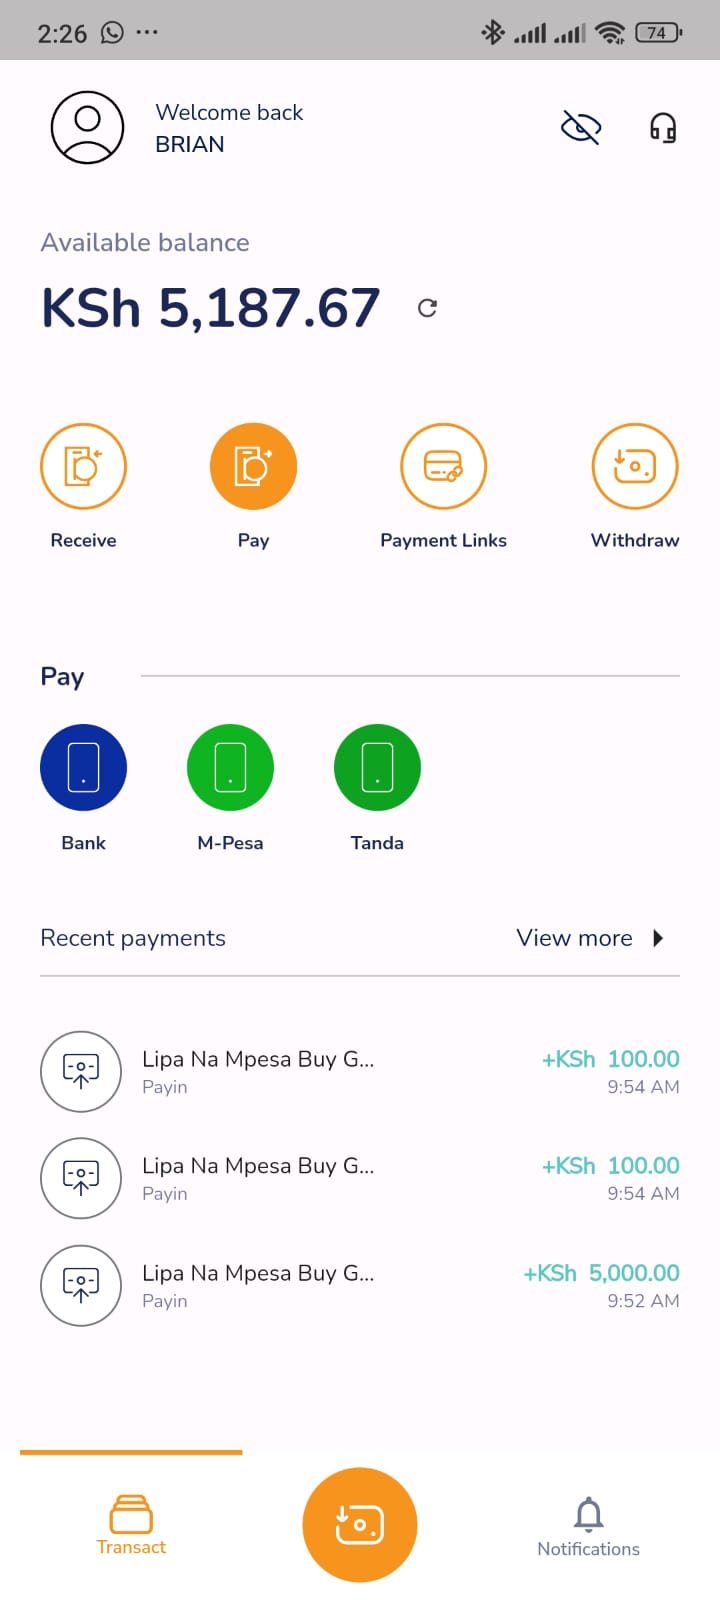 2:26
74
Welcome back
BRIAN
Available balance
KSh 5,187.67
Receive Pay Payment Links Withdraw
Pay
Bank M-Pesa Tanda
Recent payments View more
Lipa Na Mpesa Buy G... +KSh 100.00
Payin 9:54 AM
Lipa Na Mpesa Buy G... +KSh 100.00
Payin 9:54 AM
Lipa Na Mpesa Buy G... +KSh 5,000.00
Payin 9:52 AM
Transact Notifications